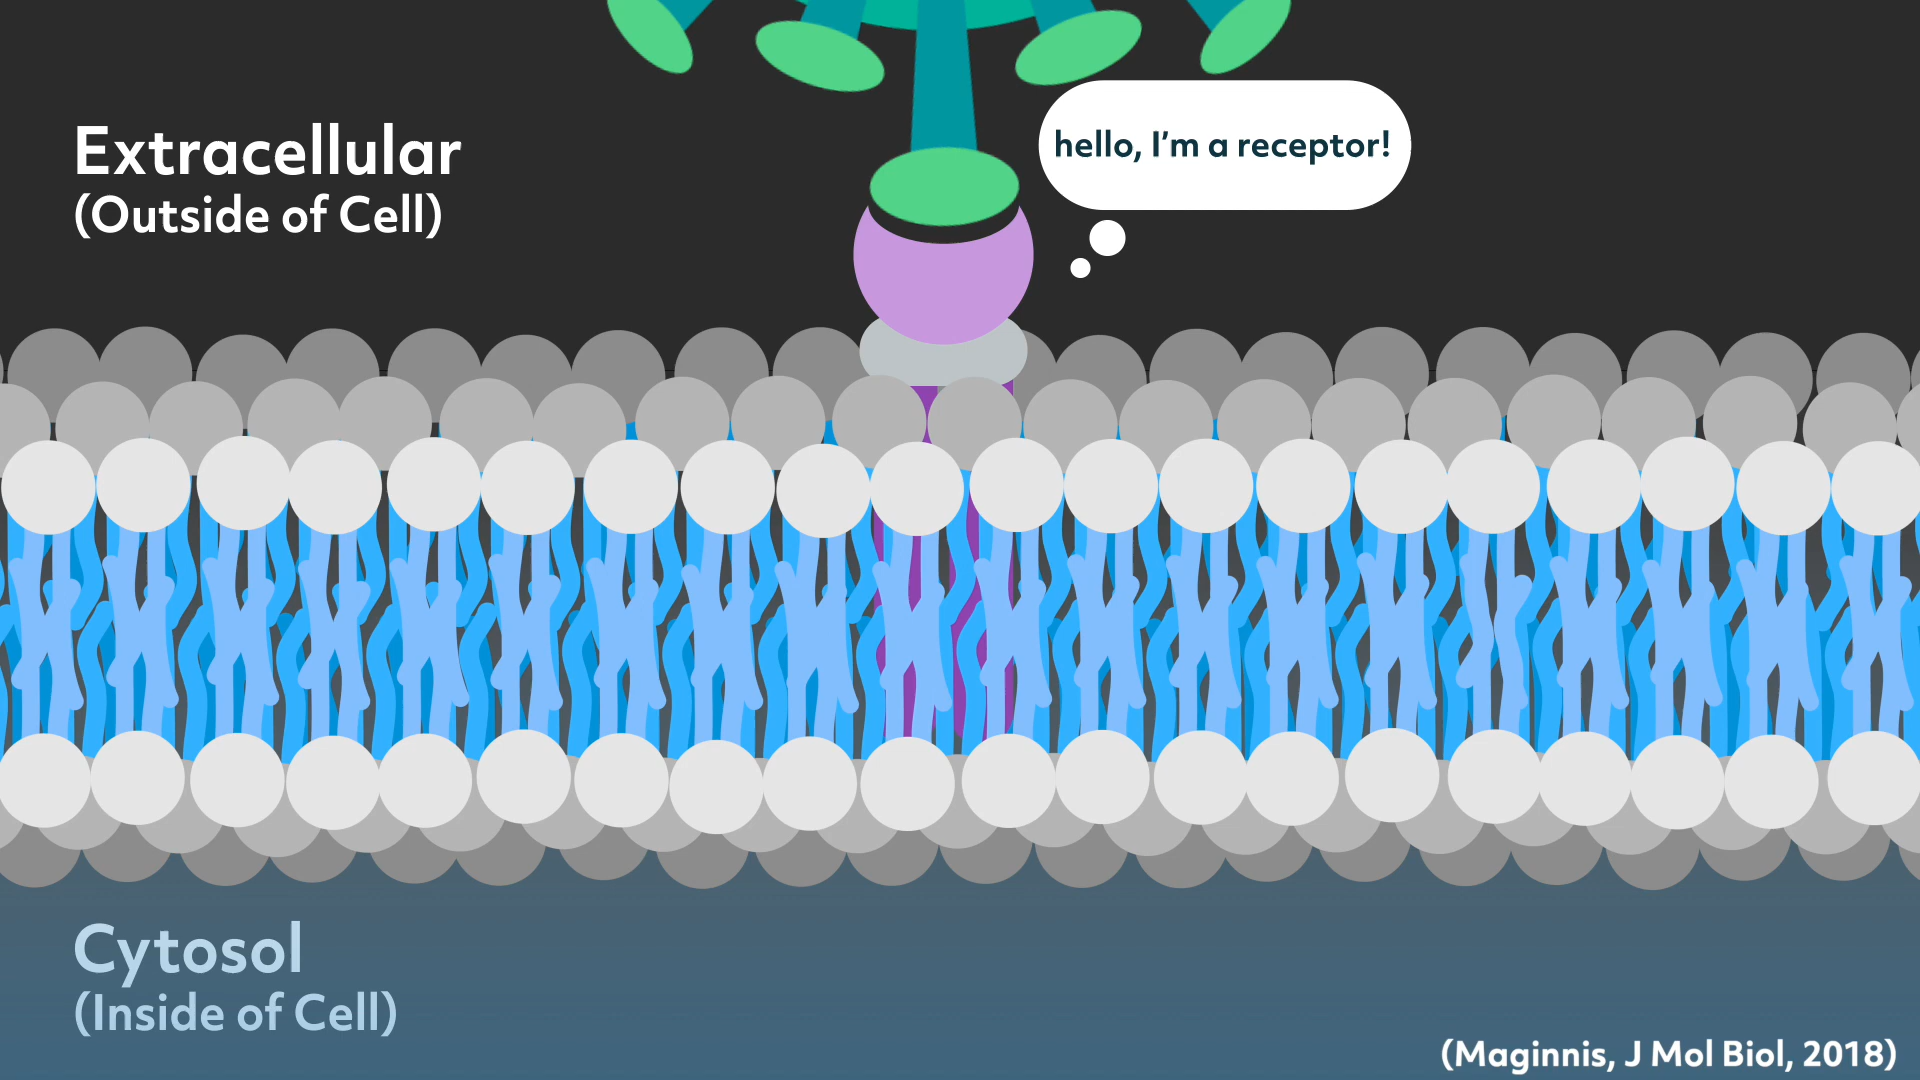 Extracellular
(Outside of Cell)
hello, I'm a receptor!
Cytosol
(Inside of Cell)
(Maginnis, J Mol Biol, 2018)